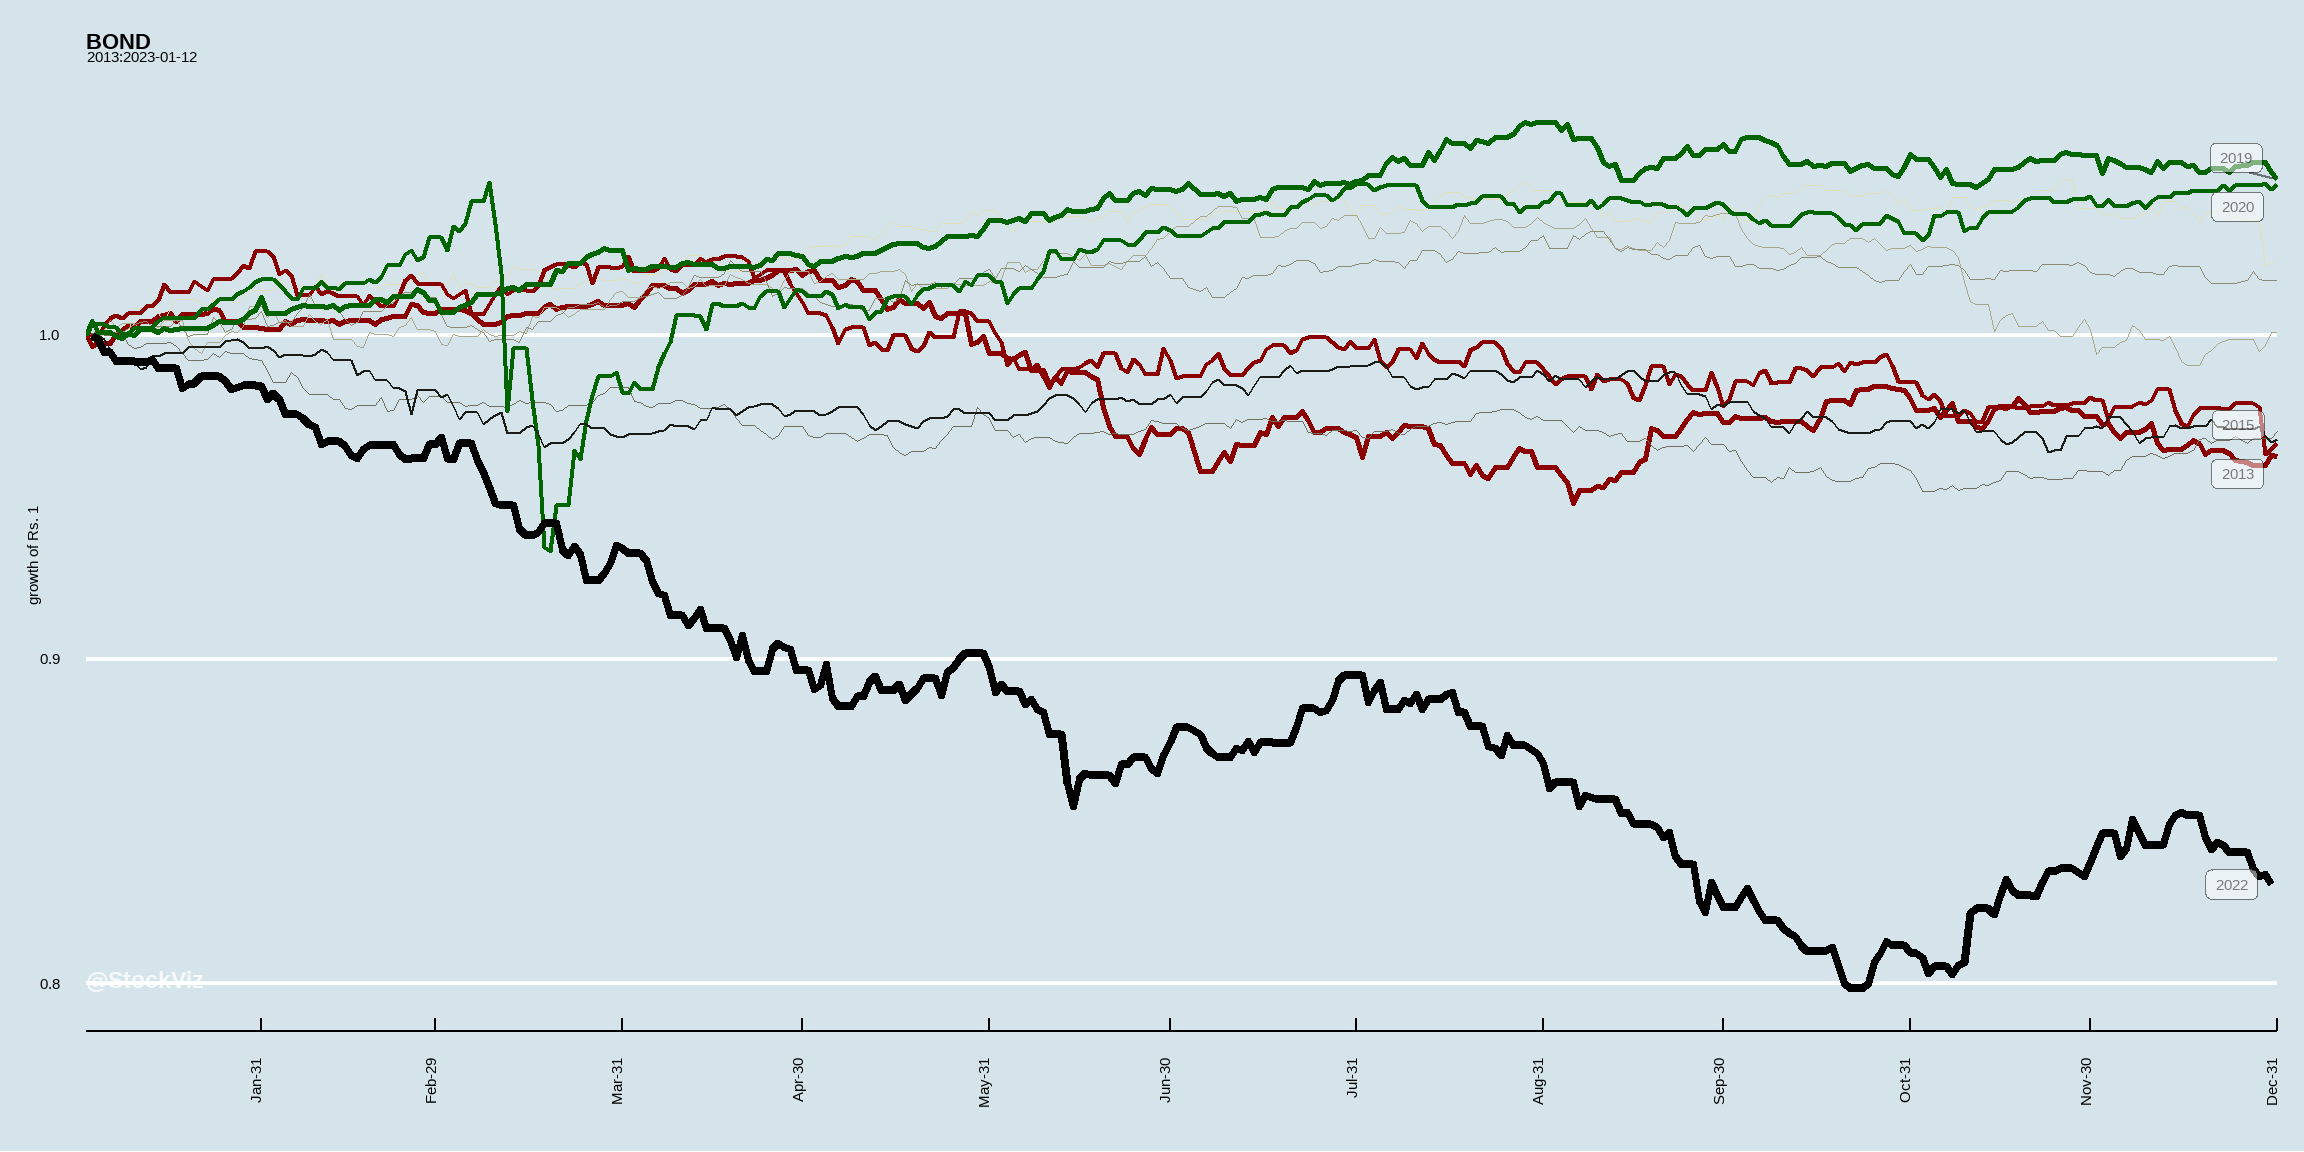 BOND
2013:2023-01-12
2019
2020
1.0
2015
2013
growth of Rs. 1
0.9
2022
@StockViz
0.8
Jan-31
Feb-29
Mar-31
Apr-30
May-31
Jun-30
Jul-31
Aug-31
Sep-30
Oct-31
Nov-30
Dec-31